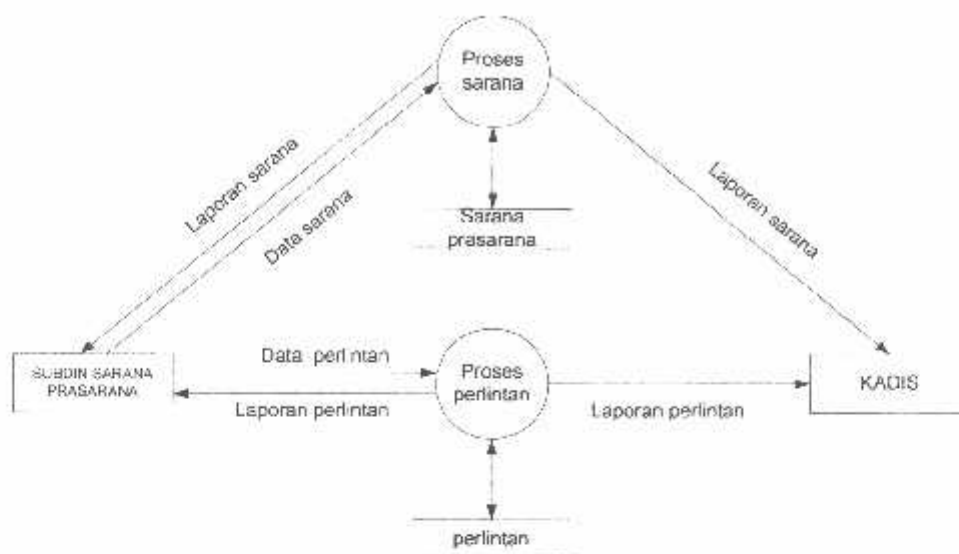 Proses
sarana
Laporan sarana
Data sarana
Laporan sarana
Sarana
prasarana
SUBDIN SARANA
PRASARANA
Data perlintan
Laporan perlintan
Proses
perlintan
Laporan perlintan
KADIS
perlintan